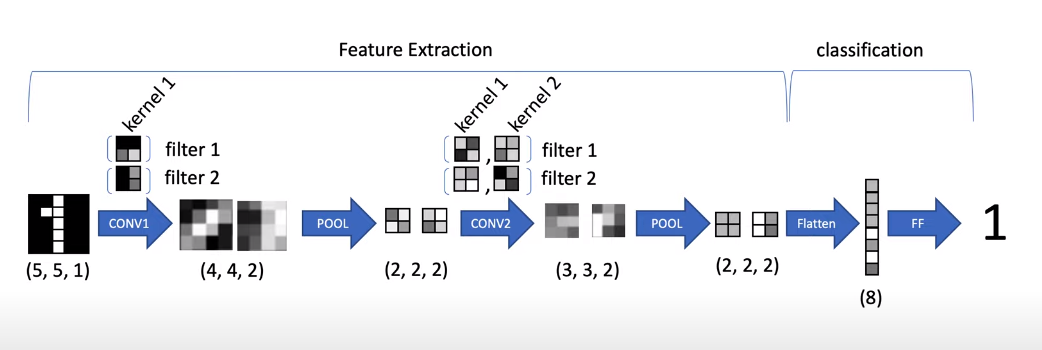 Feature Extraction
classification
kernel 1
kernel 1
kernel 2
filter 1
filter 2
,
,
filter 1
filter 2
CONV1
POOL
CONV2
POOL
Flatten
FF
1
(5, 5, 1)
(4, 4, 2)
(2, 2, 2)
(3, 3, 2)
(2, 2, 2)
(8)